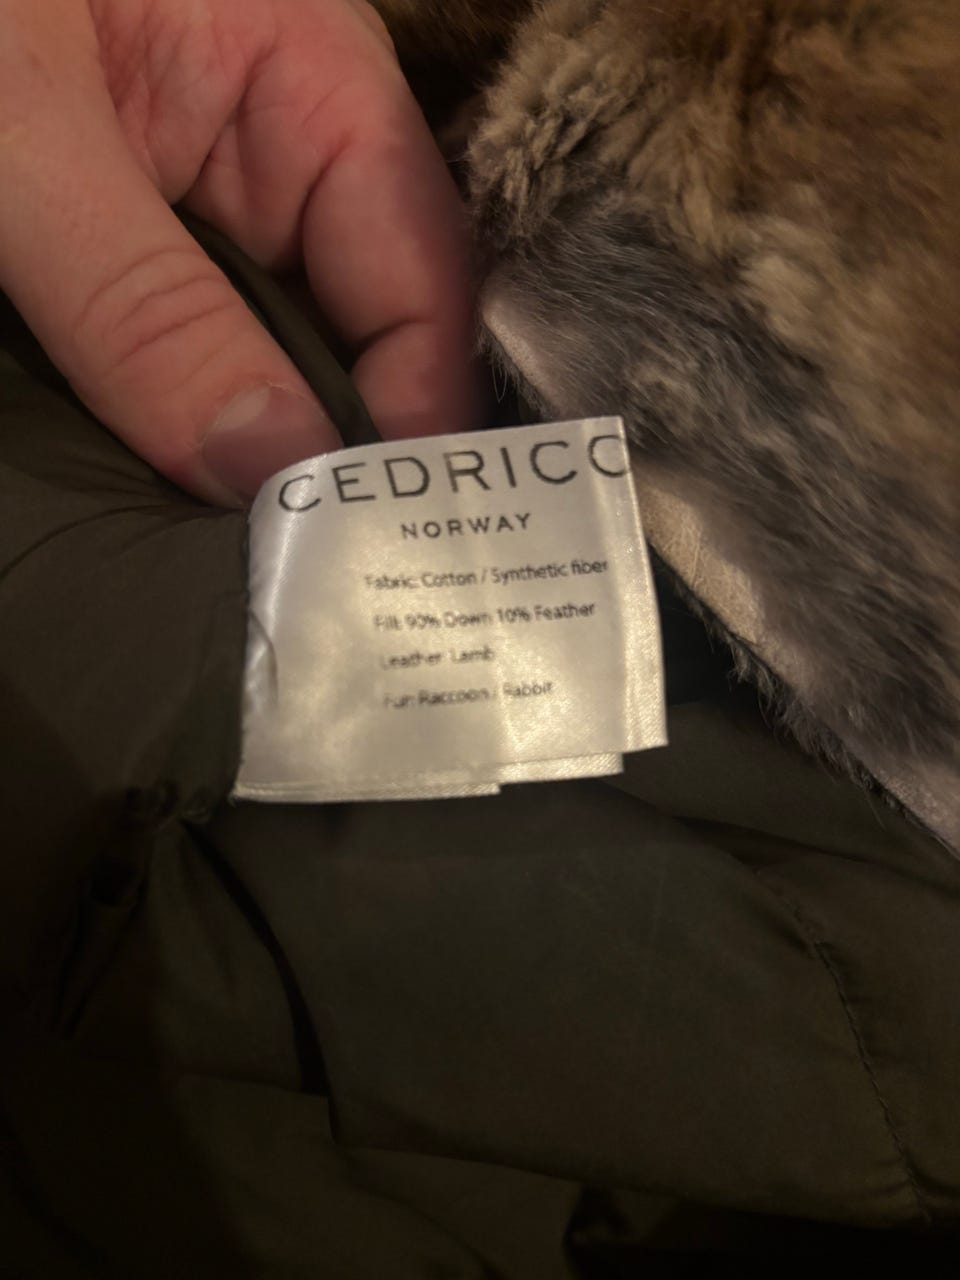 CEDRICO
NORWAY
Fabric: Cotton / Synthetic fiber
Fill: 90% Down 10% Feather
Leather: Lamb
Fur: Raccoon / Rabbit